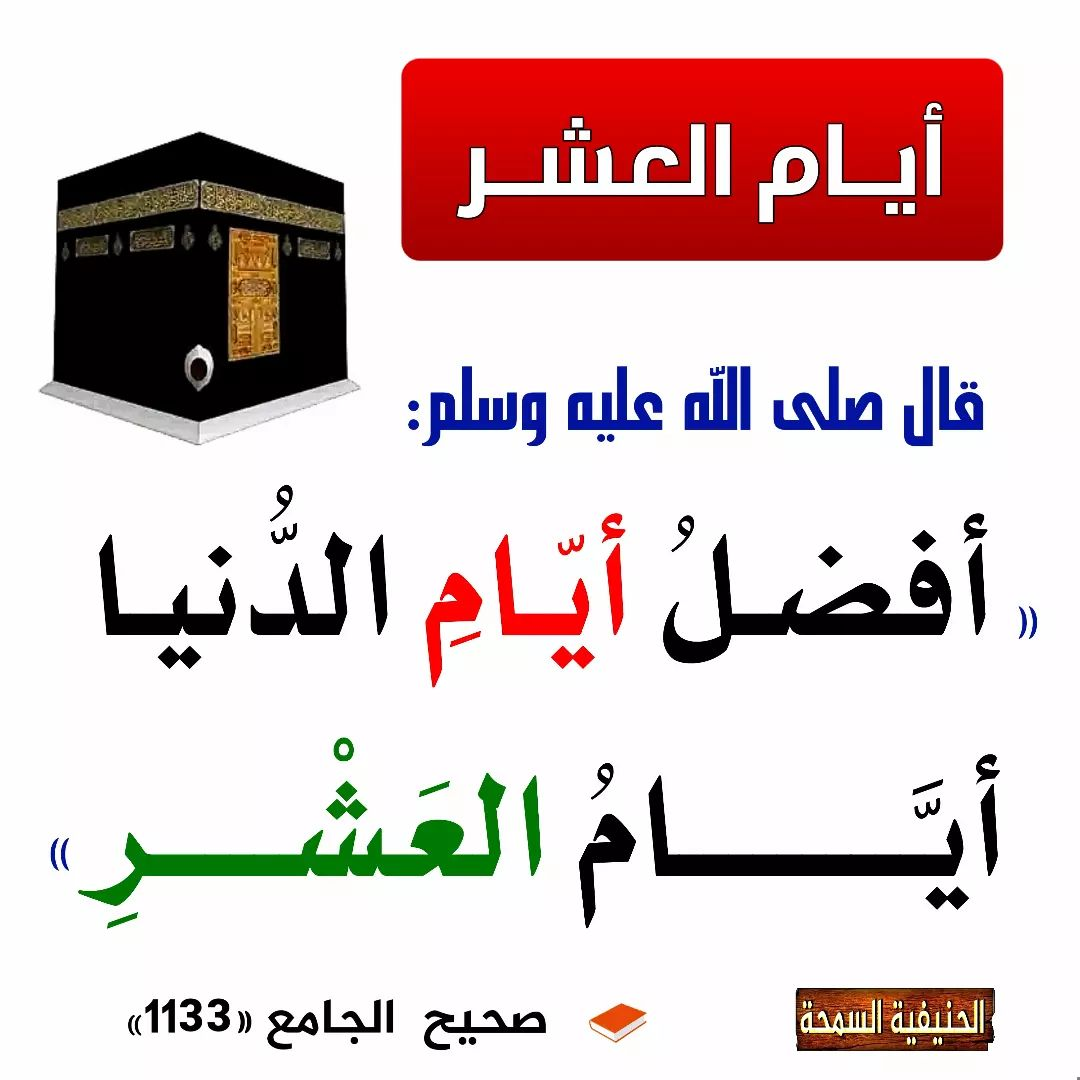 أيام العشر
قال صلى الله عليه وسلم:
« أفضلُ أيّامِ الدُّنيا
أيَّامُ العَشْرِ »
صحيح الجامع «1133»
الحنيفية السمحة